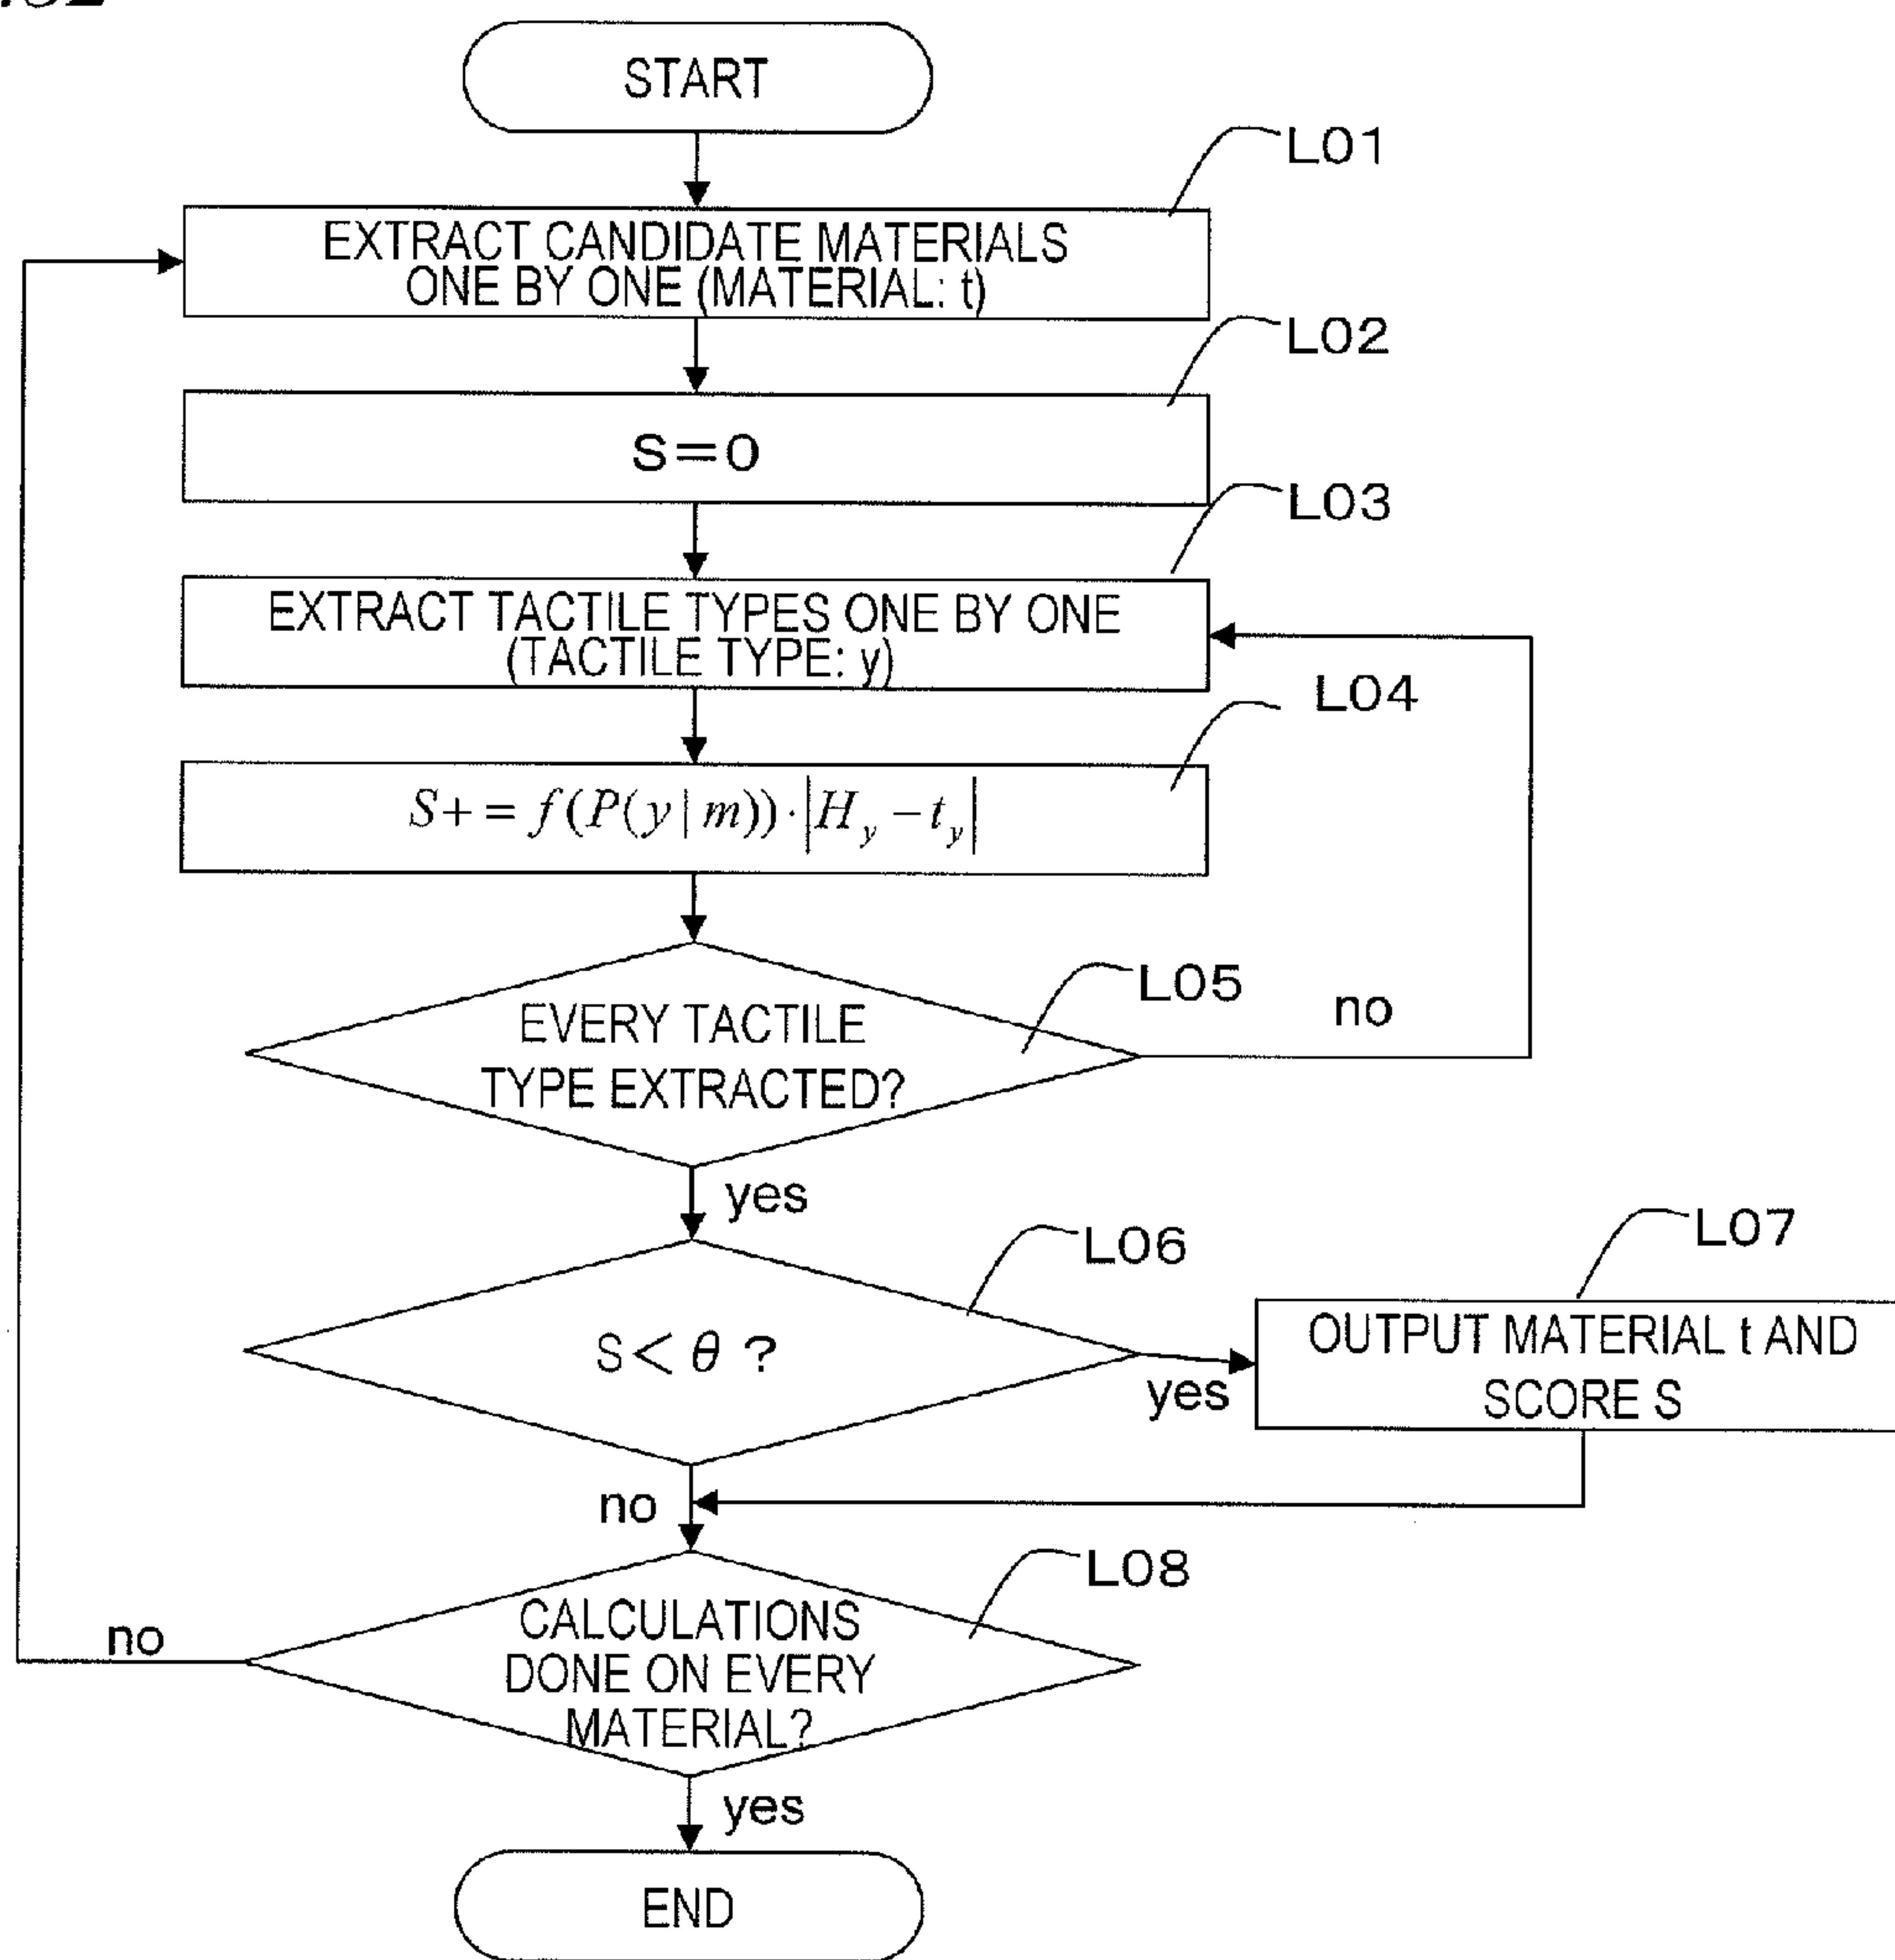 START
L01
EXTRACT CANDIDATE MATERIALS
ONE BY ONE (MATERIAL: t)
L02
S=0
L03
EXTRACT TACTILE TYPES ONE BY ONE
(TACTILE TYPE: y)
L04
S+=f(P(y|m))·|H_y−t_y|
L05
EVERY TACTILE
TYPE EXTRACTED?
no
yes
L06
S<θ?
yes
L07
OUTPUT MATERIAL t AND
SCORE S
no
L08
CALCULATIONS
DONE ON EVERY
MATERIAL?
no
yes
END